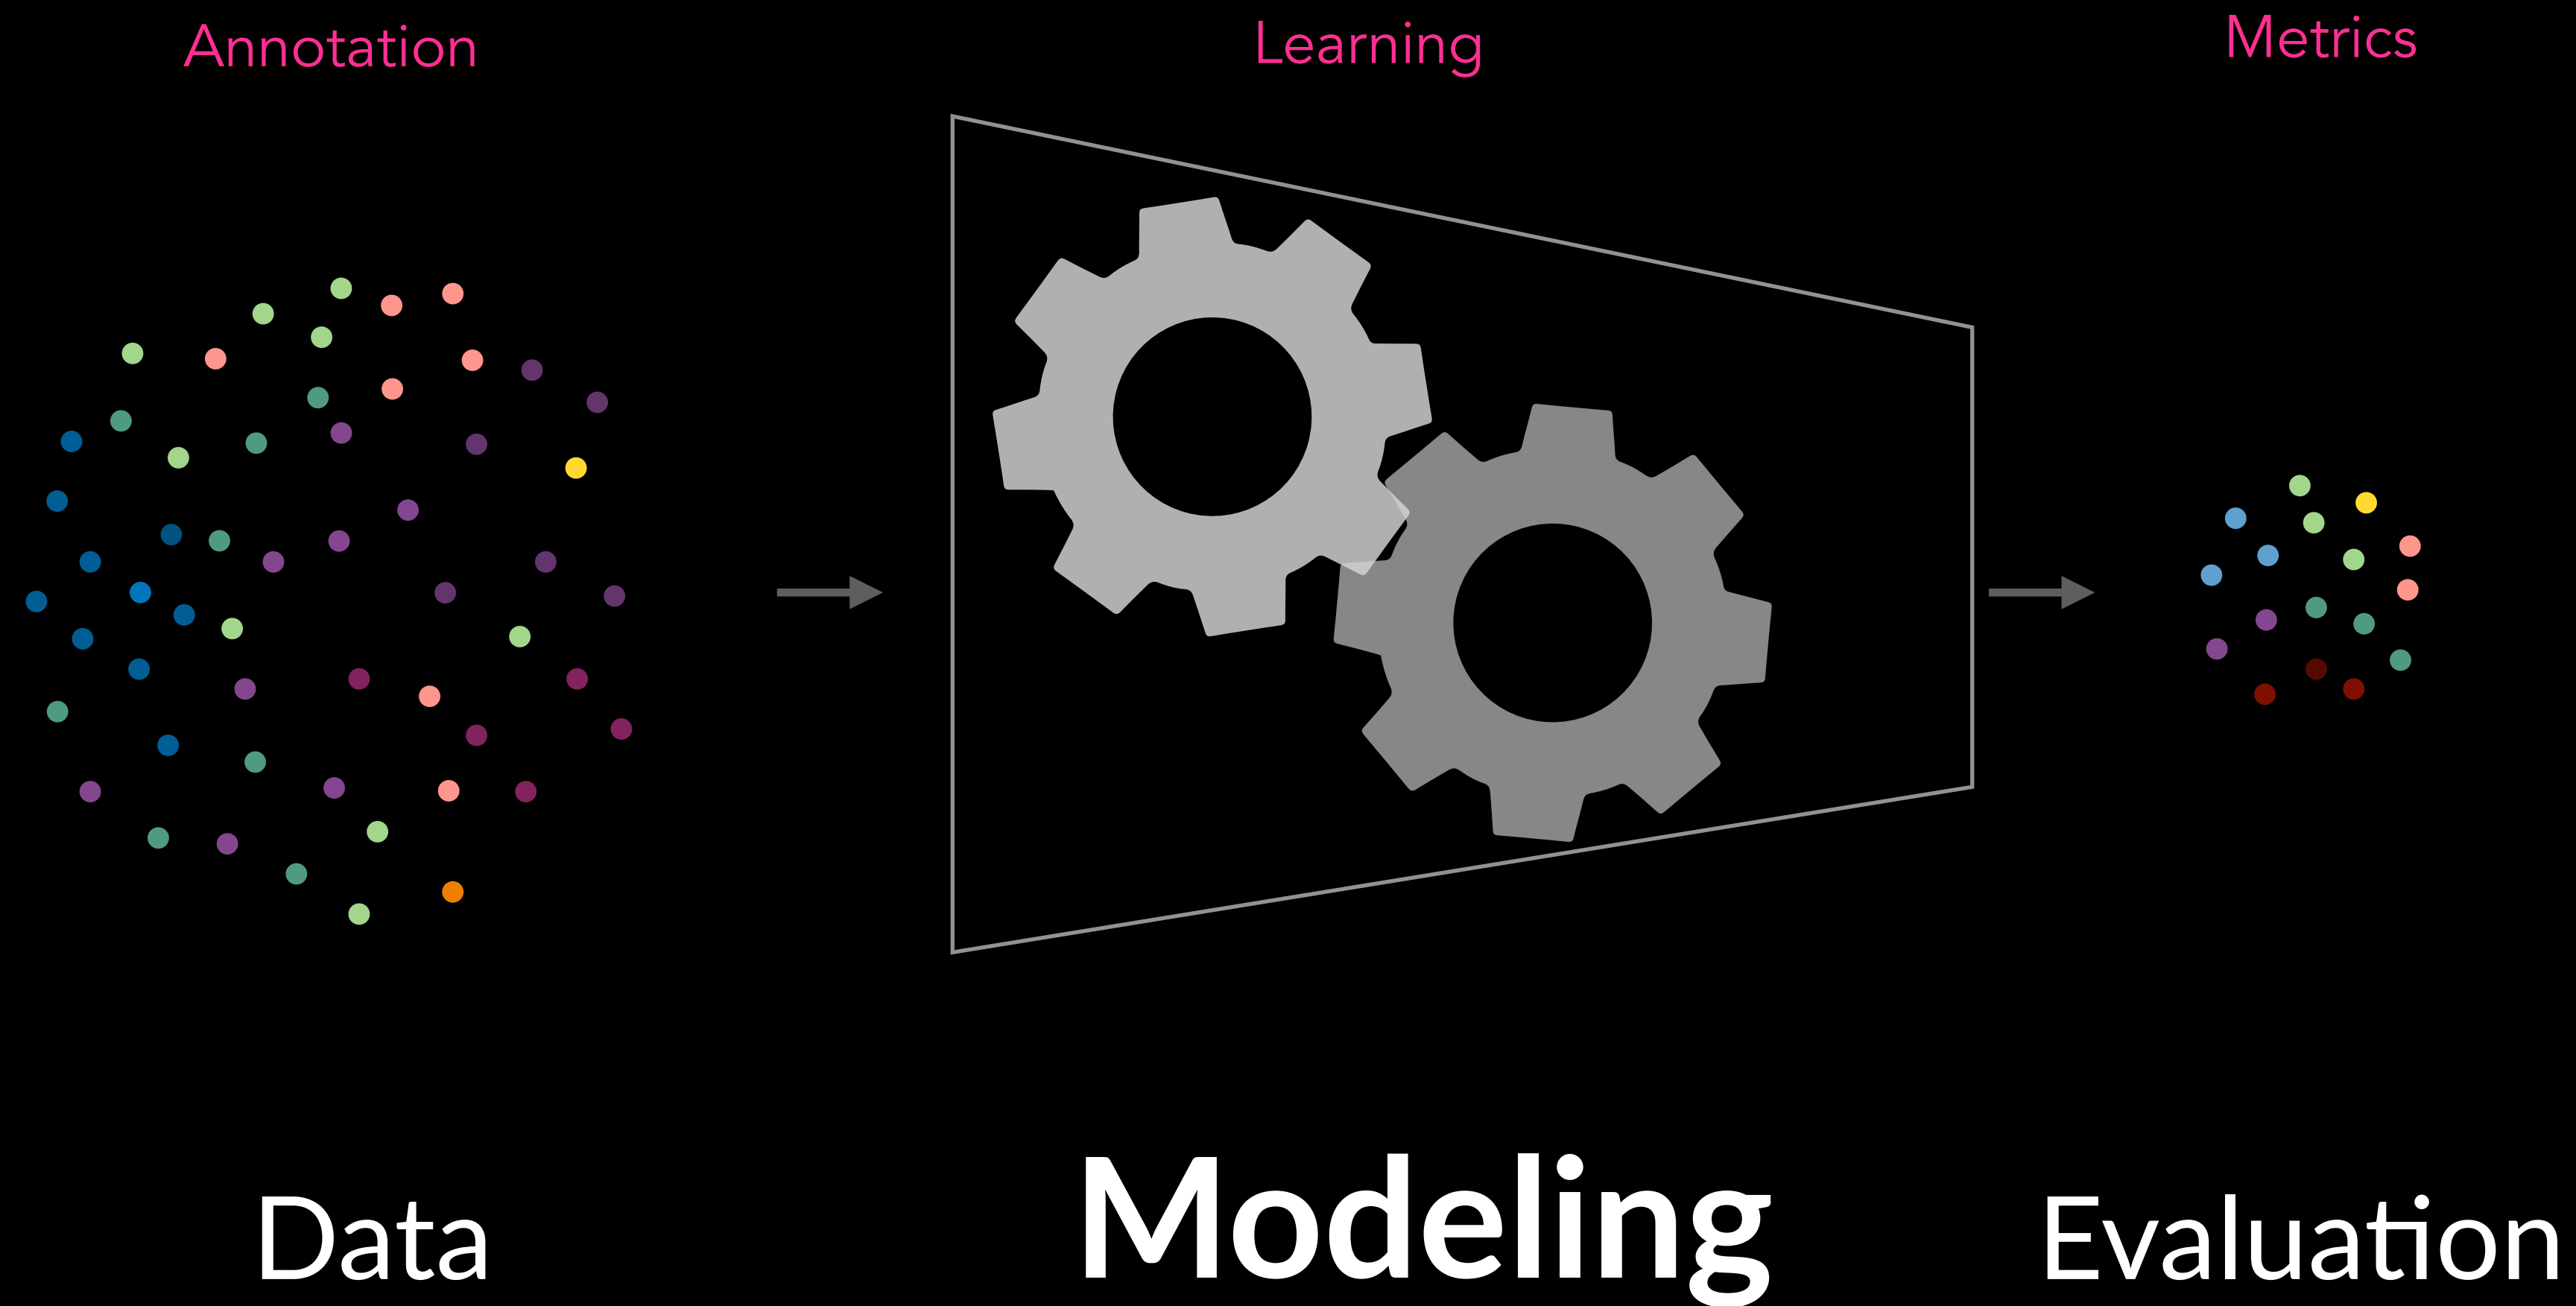 Annotation
Learning
Metrics
Data
Modeling
Evaluation